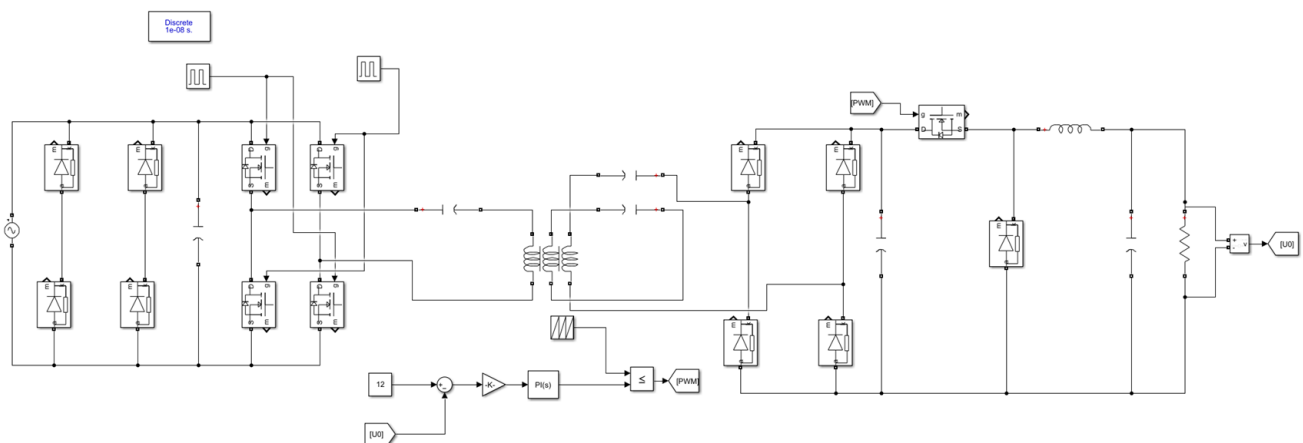 Discrete
1e-08 s.
[PWM]
g
m
D
S
E
E
g
g
D
D
S
S
m
m
E
E
+
-
v
[U0]
E
E
E
g
g
D
D
S
S
m
m
E
E
12
+
-
-K-
PI(s)
≤
[PWM]
[U0]